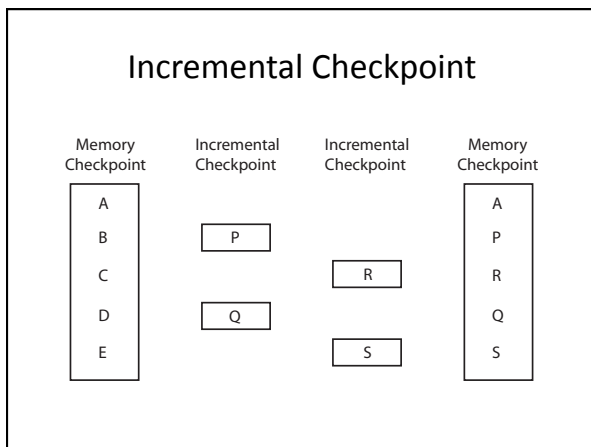 Incremental Checkpoint
Memory Incremental Incremental Memory
Checkpoint Checkpoint Checkpoint Checkpoint
A A
B P P
C R R
D Q Q
E S S